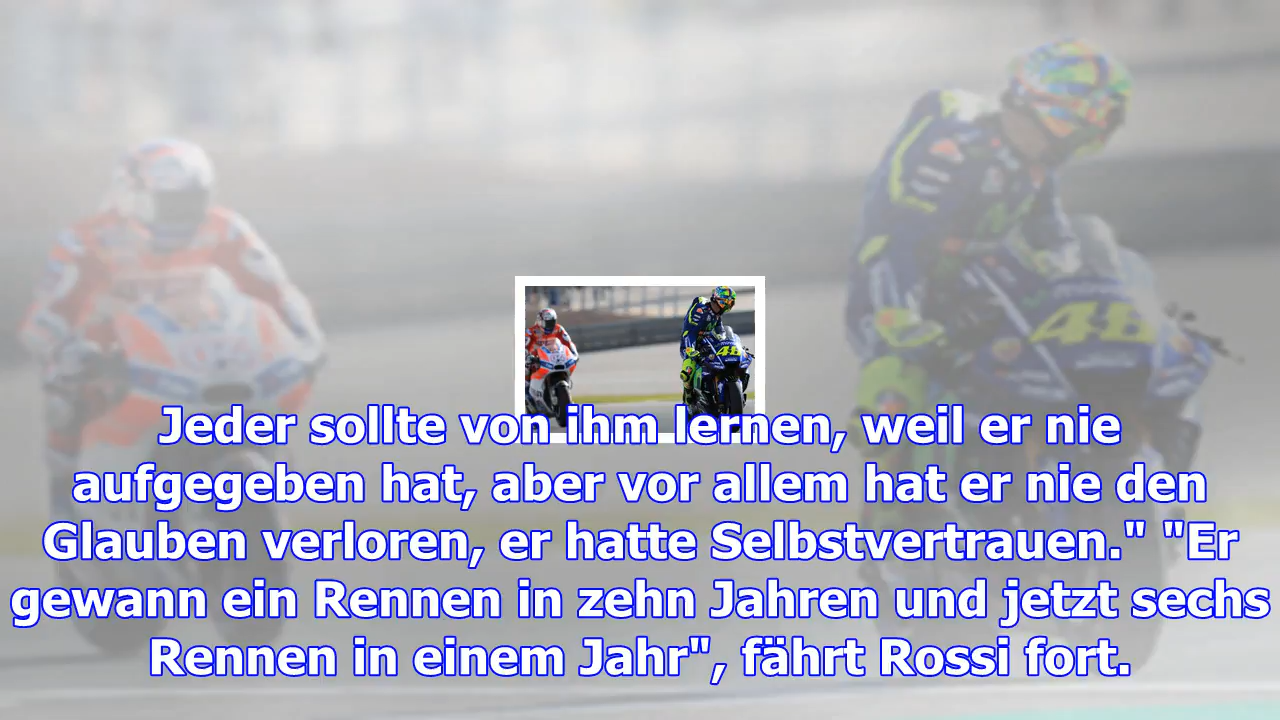 46
Jeder sollte von ihm lernen, weil er nie
aufgegeben hat, aber vor allem hat er nie den
Glauben verloren, er hatte Selbstvertrauen." "Er
gewann ein Rennen in zehn Jahren und jetzt sechs
Rennen in einem Jahr", fährt Rossi fort.